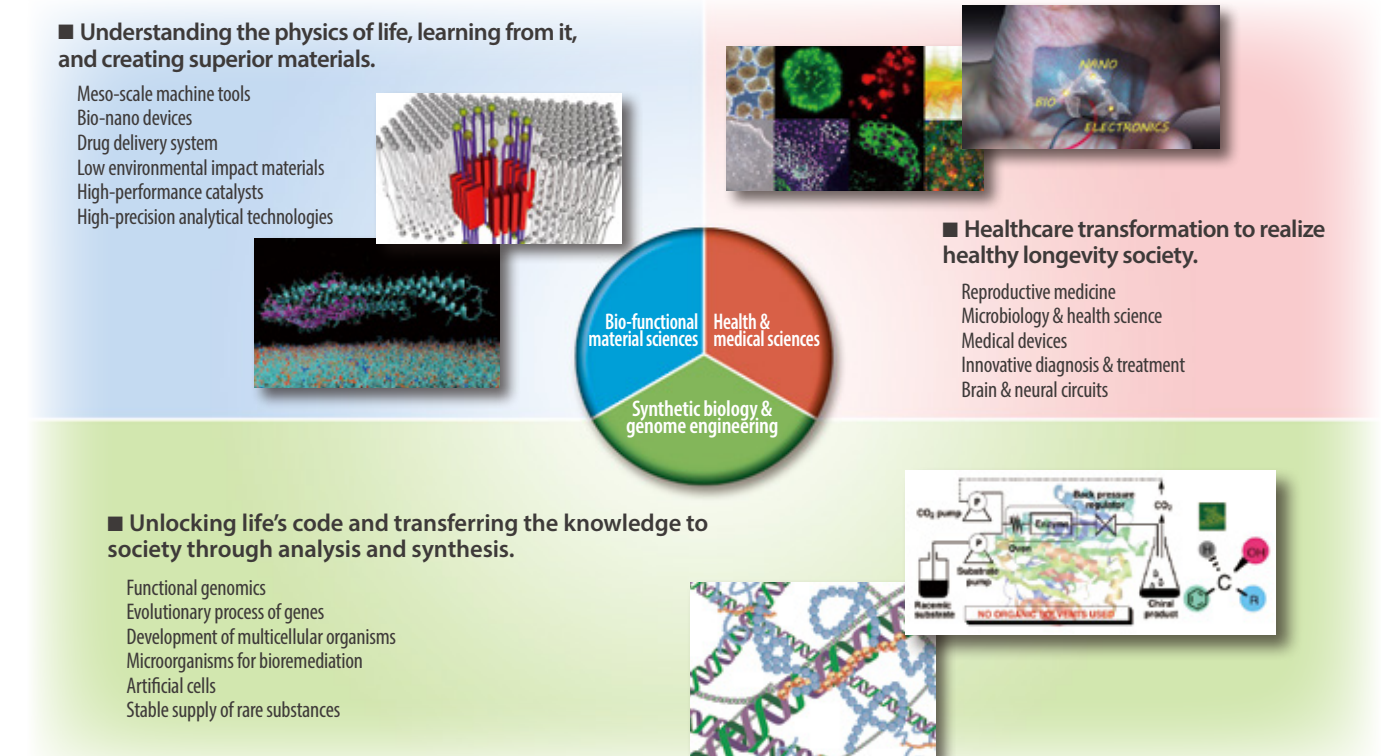 ■ Understanding the physics of life, learning from it,
and creating superior materials.
Meso-scale machine tools
Bio-nano devices
Drug delivery system
Low environmental impact materials
High-performance catalysts
High-precision analytical technologies
NANO
BIO
ELECTRONICS
■ Healthcare transformation to realize
healthy longevity society.
Reproductive medicine
Microbiology & health science
Medical devices
Innovative diagnosis & treatment
Brain & neural circuits
Bio-functional
material sciences
Health &
medical sciences
Synthetic biology &
genome engineering
■ Unlocking life's code and transferring the knowledge to
society through analysis and synthesis.
Functional genomics
Evolutionary process of genes
Development of multicellular organisms
Microorganisms for bioremediation
Artificial cells
Stable supply of rare substances
Back pressure
regulator
CO₂
CO₂ pump
P
Enzyme
Oven
P
Substrate
pump
Racemic
substrate
NO ORGANIC SOLVENTS USED
Chiral
product
H
OH
C
R